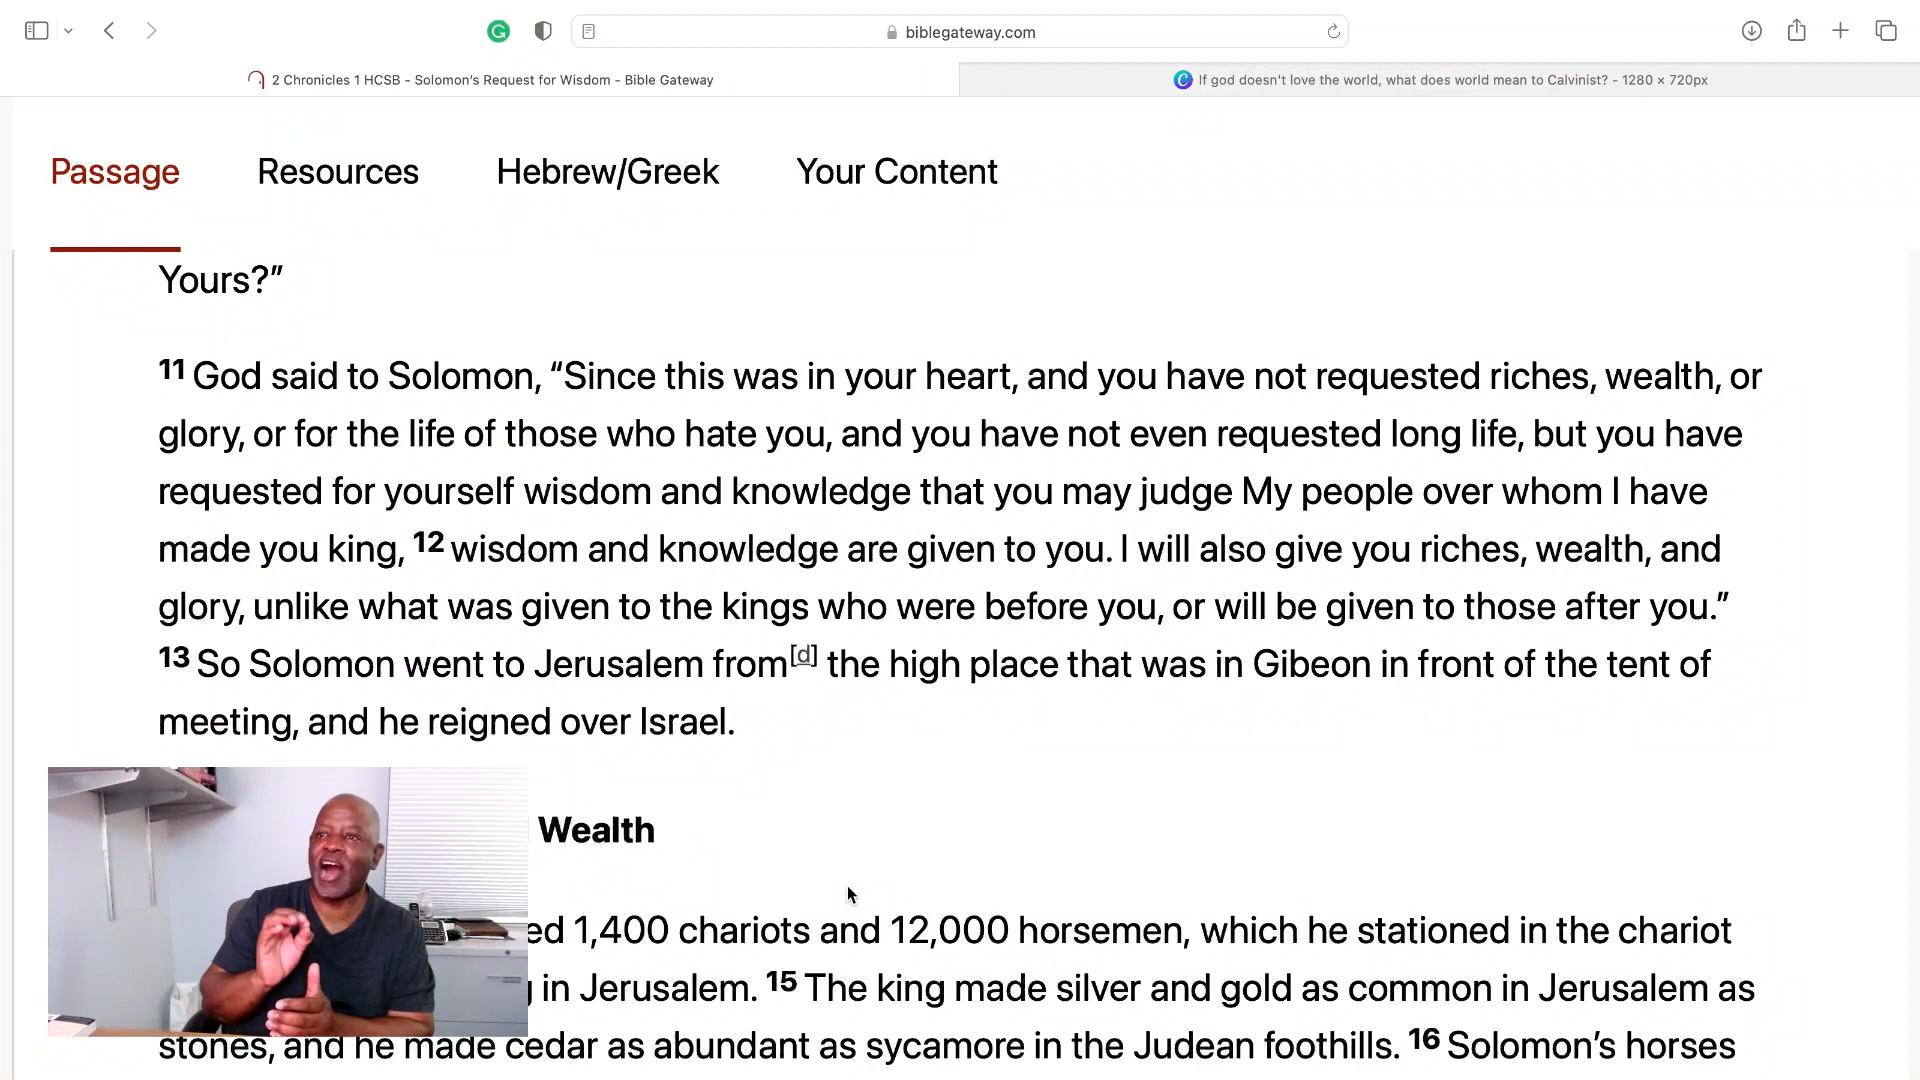 biblegateway.com
2 Chronicles 1 HCSB - Solomon's Request for Wisdom - Bible Gateway
If god doesn't love the world, what does world mean to Calvinist? - 1280 × 720px
Passage Resources Hebrew/Greek Your Content
Yours?”
11 God said to Solomon, “Since this was in your heart, and you have not requested riches, wealth, or
glory, or for the life of those who hate you, and you have not even requested long life, but you have
requested for yourself wisdom and knowledge that you may judge My people over whom I have
made you king, 12 wisdom and knowledge are given to you. I will also give you riches, wealth, and
glory, unlike what was given to the kings who were before you, or will be given to those after you.”
13 So Solomon went to Jerusalem from[d] the high place that was in Gibeon in front of the tent of
meeting, and he reigned over Israel.
Wealth
ed 1,400 chariots and 12,000 horsemen, which he stationed in the chariot
in Jerusalem. 15 The king made silver and gold as common in Jerusalem as
stones, and he made cedar as abundant as sycamore in the Judean foothills. 16 Solomon’s horses